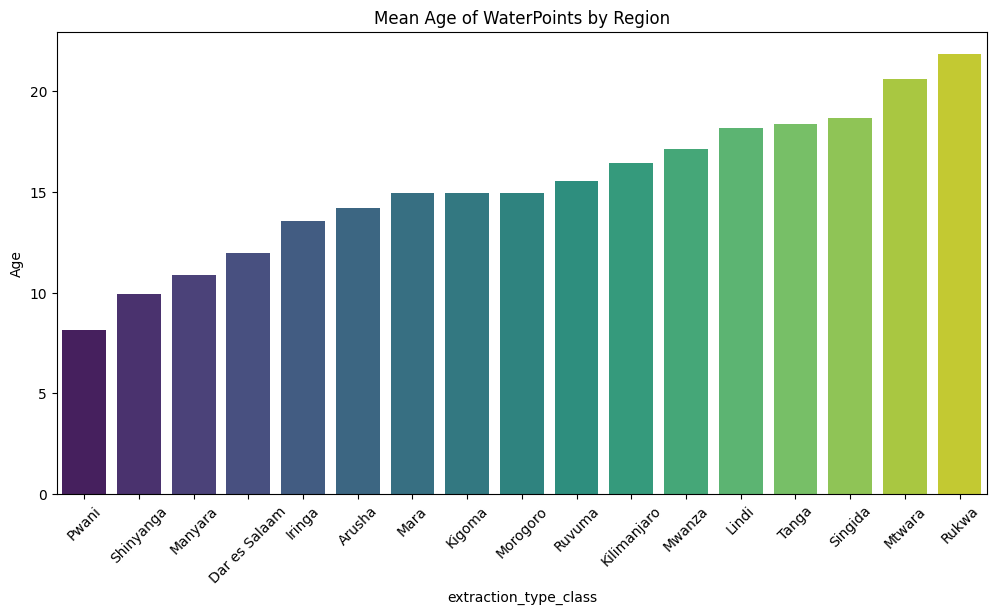 Mean Age of WaterPoints by Region
Age
20
15
10
5
0
Pwani
Shinyanga
Manyara
Dar es Salaam
Iringa
Arusha
Mara
Kigoma
Morogoro
Ruvuma
Kilimanjaro
Mwanza
Lindi
Tanga
Singida
Mtwara
Rukwa
extraction_type_class